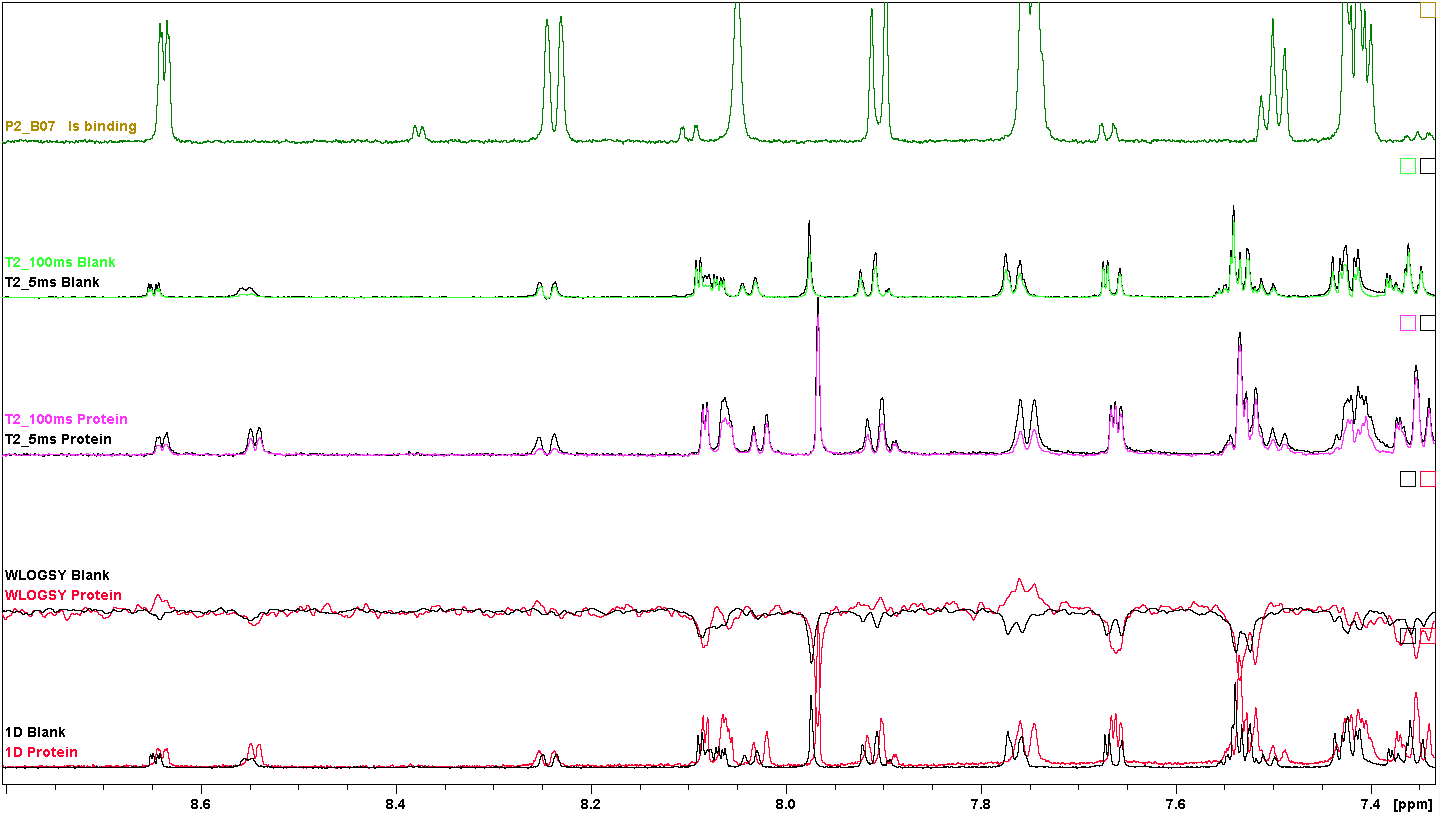 P2_B07 Is binding
T2_100ms Blank
T2_5ms Blank
T2_100ms Protein
T2_5ms Protein
WLOGSY Blank
WLOGSY Protein
1D Blank
1D Protein
8.6 8.4 8.2 8.0 7.8 7.6 7.4 [ppm]